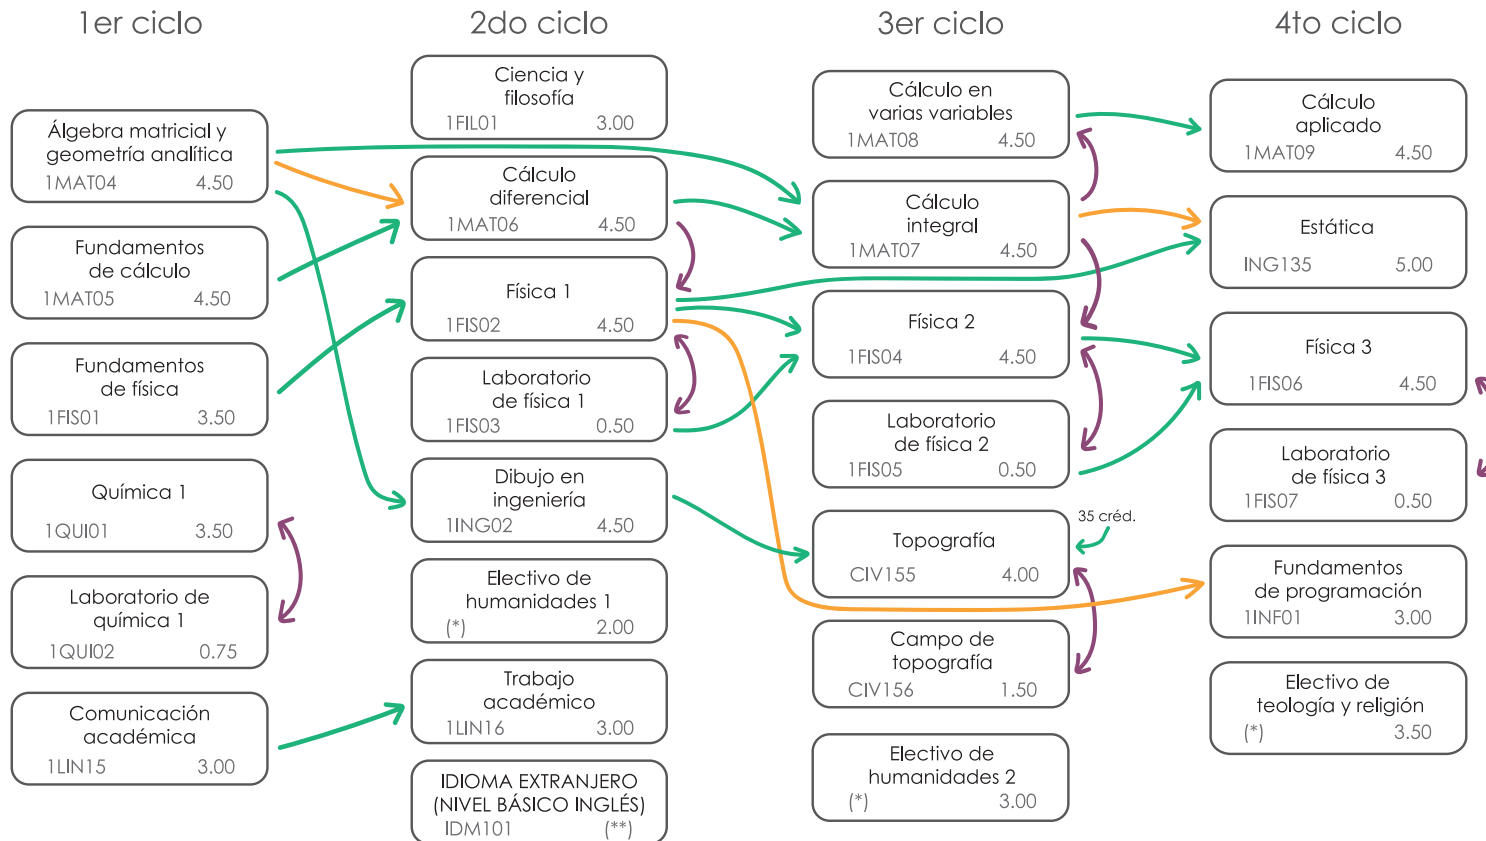 1er ciclo
Álgebra matricial y
geometría analítica
1MAT04 4.50
Fundamentos
de cálculo
1MAT05 4.50
Fundamentos
de física
1FIS01 3.50
Química 1
1QUI01 3.50
Laboratorio de
química 1
1QUI02 0.75
Comunicación
académica
1LIN15 3.00
2do ciclo
Ciencia y
filosofía
1FIL01 3.00
Cálculo
diferencial
1MAT06 4.50
Física 1
1FIS02 4.50
Laboratorio
de física 1
1FIS03 0.50
Dibujo en
ingeniería
1ING02 4.50
Electivo de
humanidades 1
(*) 2.00
Trabajo
académico
1LIN16 3.00
IDIOMA EXTRANJERO
(NIVEL BÁSICO INGLÉS)
IDM101 (**)
3er ciclo
Cálculo en
varias variables
1MAT08 4.50
Cálculo
integral
1MAT07 4.50
Física 2
1FIS04 4.50
Laboratorio
de física 2
1FIS05 0.50
35 créd.
Topografía
CIV155 4.00
Campo de
topografía
CIV156 1.50
Electivo de
humanidades 2
(*) 3.00
4to ciclo
Cálculo
aplicado
1MAT09 4.50
Estática
ING135 5.00
Física 3
1FIS06 4.50
Laboratorio
de física 3
1FIS07 0.50
Fundamentos
de programación
1INF01 3.00
Electivo de
teología y religión
(*) 3.50